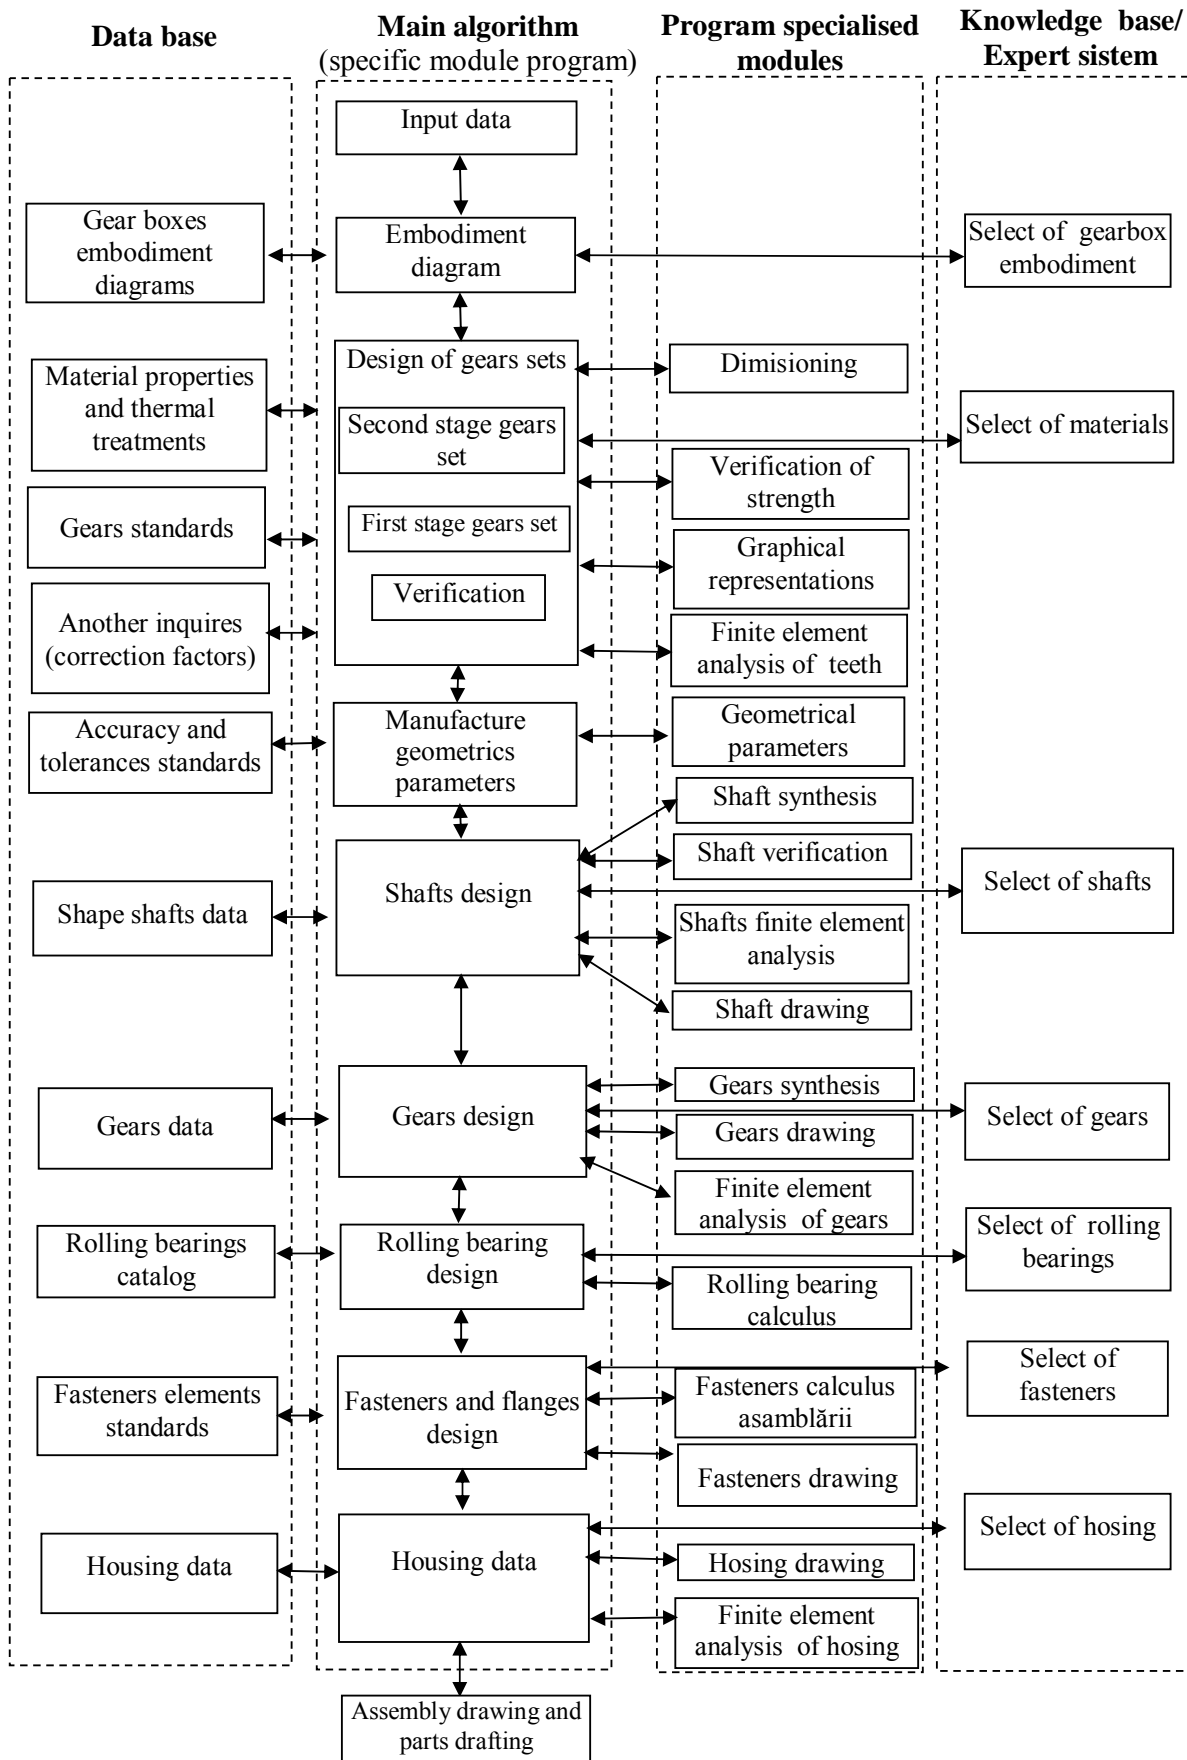 Data base
Main algorithm
(specific module program)
Program specialised
modules
Knowledge base/
Expert sistem
Input data
Gear boxes
embodiment
diagrams
Embodiment
diagram
Select of gearbox
embodiment
Material properties
and thermal
treatments
Gears standards
Another inquires
(correction factors)
Design of gears sets
Second stage gears
set
First stage gears set
Verification
Dimisioning
Verification of
strength
Graphical
representations
Finite element
analysis of teeth
Select of materials
Accuracy and
tolerances standards
Manufacture
geometrics
parameters
Geometrical
parameters
Shape shafts data
Shafts design
Shaft synthesis
Shaft verification
Shafts finite element
analysis
Shaft drawing
Select of shafts
Gears data
Gears design
Gears synthesis
Gears drawing
Finite element
analysis of gears
Select of gears
Rolling bearings
catalog
Rolling bearing
design
Rolling bearing
calculus
Select of rolling
bearings
Fasteners elements
standards
Fasteners and flanges
design
Fasteners calculus
asamblării
Fasteners drawing
Select of
fasteners
Housing data
Housing data
Hosing drawing
Finite element
analysis of hosing
Select of hosing
Assembly drawing and
parts drafting